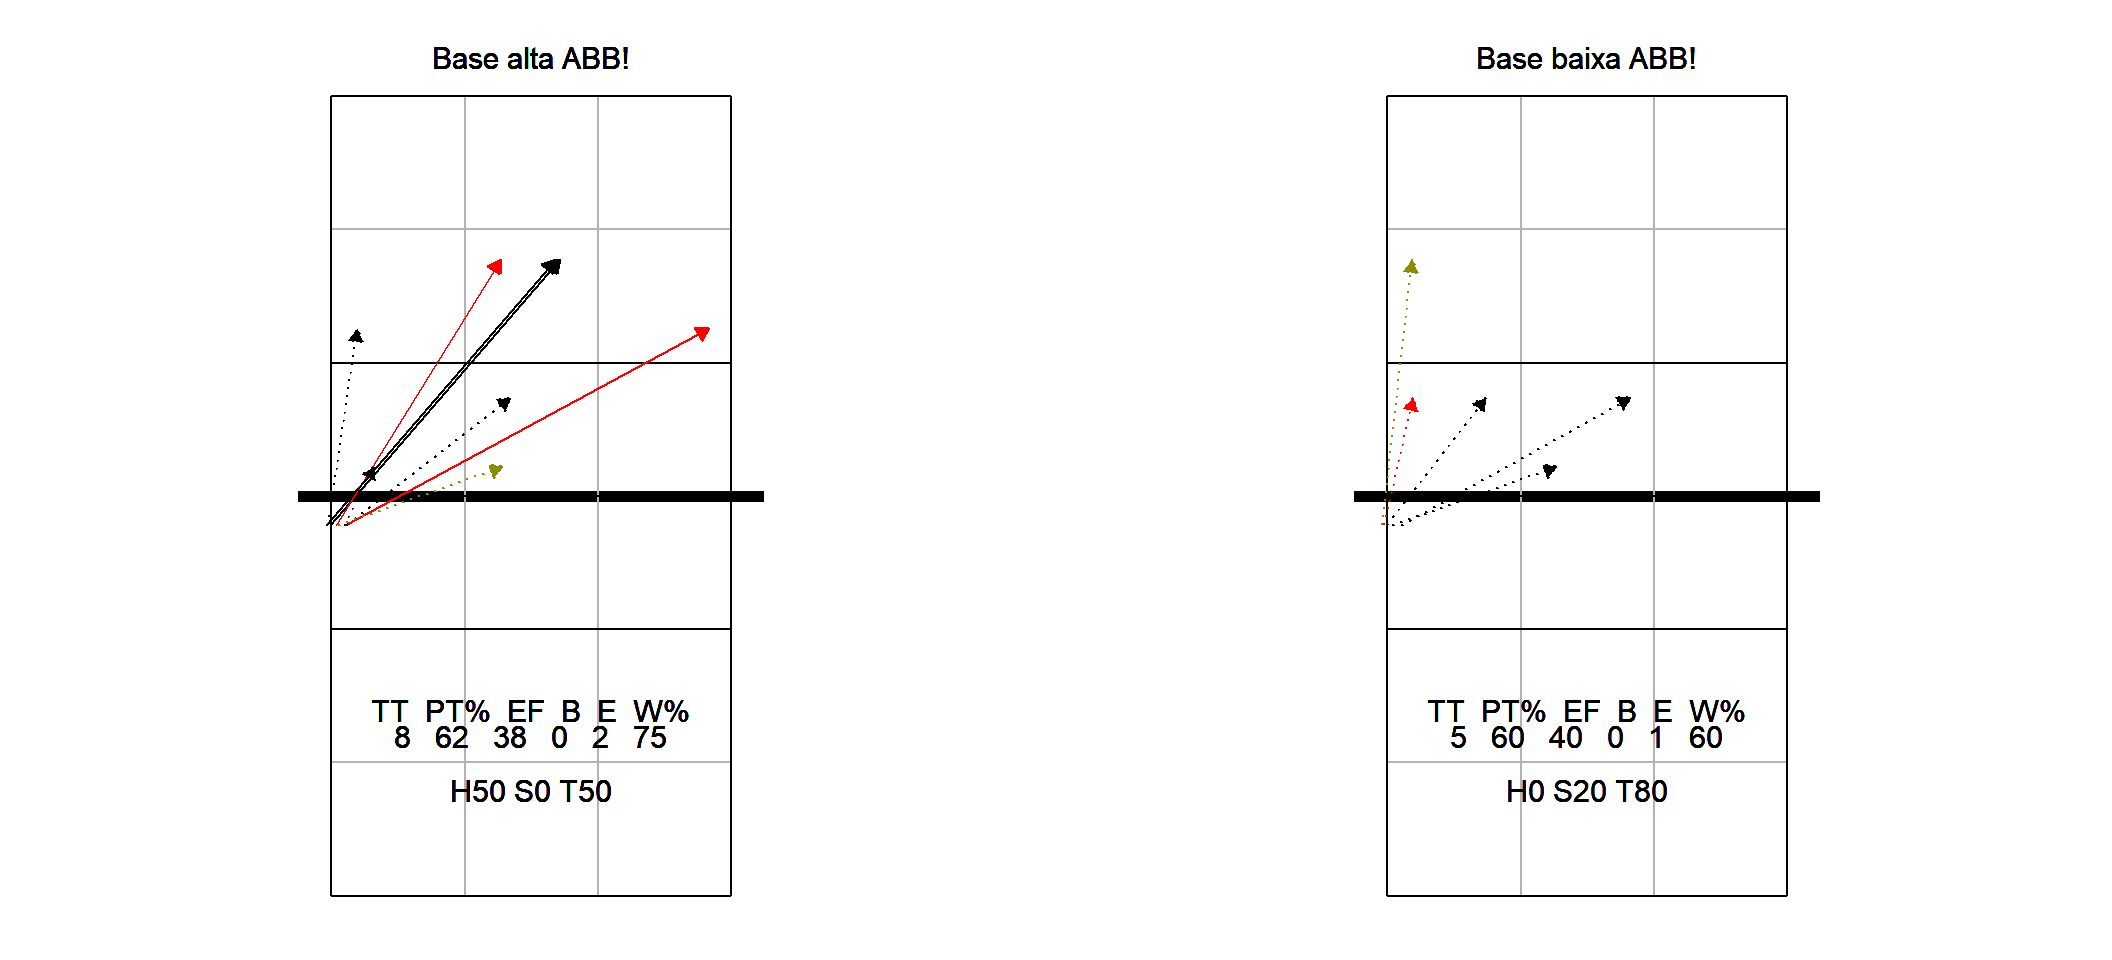 Base alta ABB!
TT PT% EF B E W%
8 62 38 0 2 75
H50 S0 T50
Base baixa ABB!
TT PT% EF B E W%
5 60 40 0 1 60
H0 S20 T80